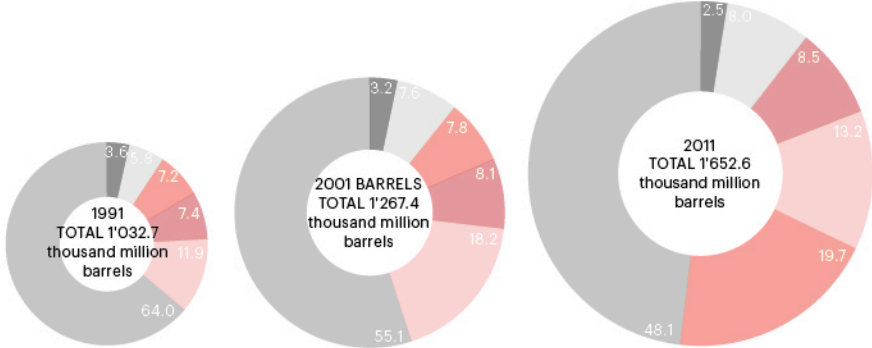 3.6
5.8
7.2
7.4
11.9
64.0
1991
TOTAL 1'032.7
thousand million
barrels
3.2
7.6
7.8
8.1
18.2
55.1
2001 BARRELS
TOTAL 1'267.4
thousand million
barrels
2.5
8.0
8.5
13.2
19.7
48.1
2011
TOTAL 1'652.6
thousand million
barrels